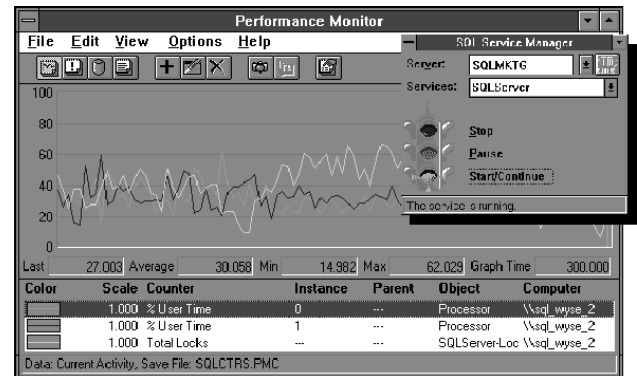 Performance Monitor
File Edit View Options Help
100
80
60
40
20
0
SQL Service Manager
Server: SQLMKTG
Services: SQLServer
Stop
Pause
Start/Continue
The service is running.
Last 27.003 Average 30.058 Min 14.982 Max 62.029 Graph Time 300.000
Color Scale Counter Instance Parent Object Computer
1.000 % User Time 0 --- Processor \\sql_wyse_2
1.000 % User Time 1 --- Processor \\sql_wyse_2
1.000 Total Locks --- --- SQLServer-Loc \\sql_wyse_2
Data: Current Activity, Save File: SQLCTRS.PMC